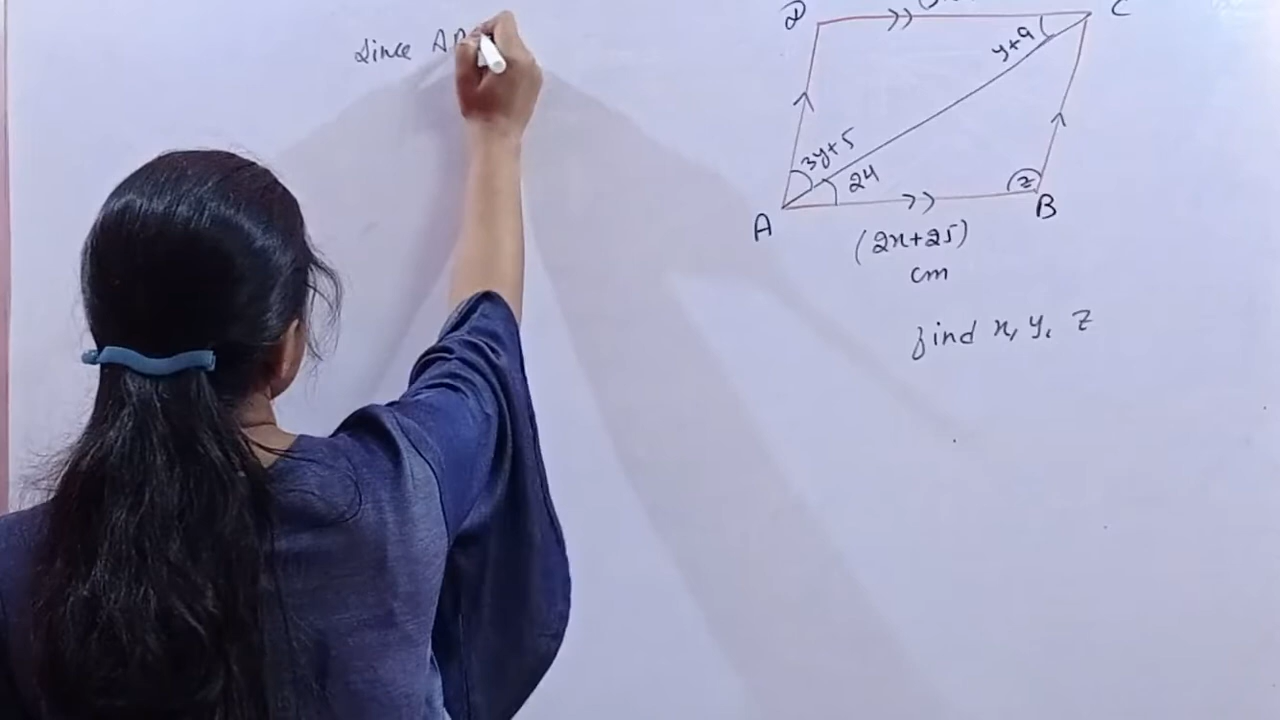 Since AB
D
C
y+9
3y+5
24
z
A
B
(2x+25)
cm
find x, y, z